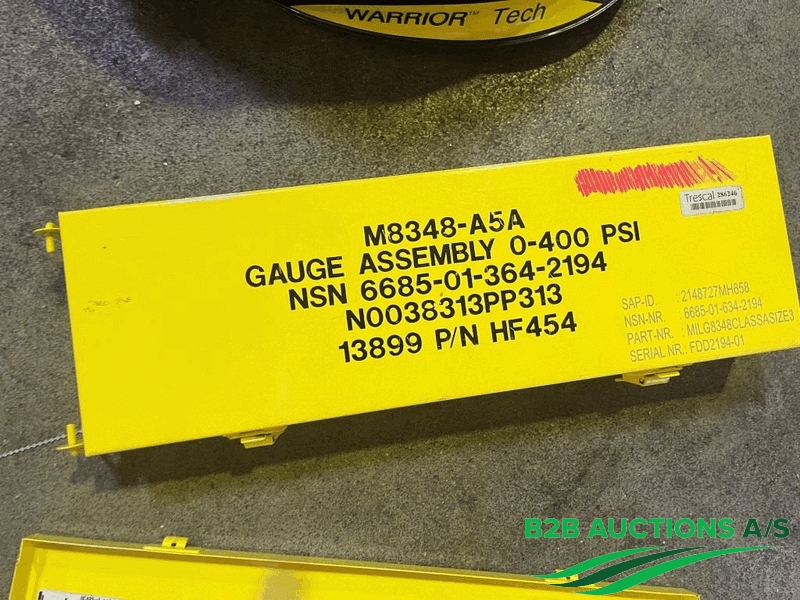 WARRIOR™ Tech
Trescal 286246
M8348-A5A
GAUGE ASSEMBLY 0-400 PSI
NSN 6685-01-364-2194
N0038313PP313
13899 P/N HF454
SAP-ID. : 2148727MH658
NSN-NR. : 6685-01-634-2194
PART-NR. : MILG8348CLASSASIZE3
SERIAL NR.: FDD2194-01
B2B AUCTIONS A/S